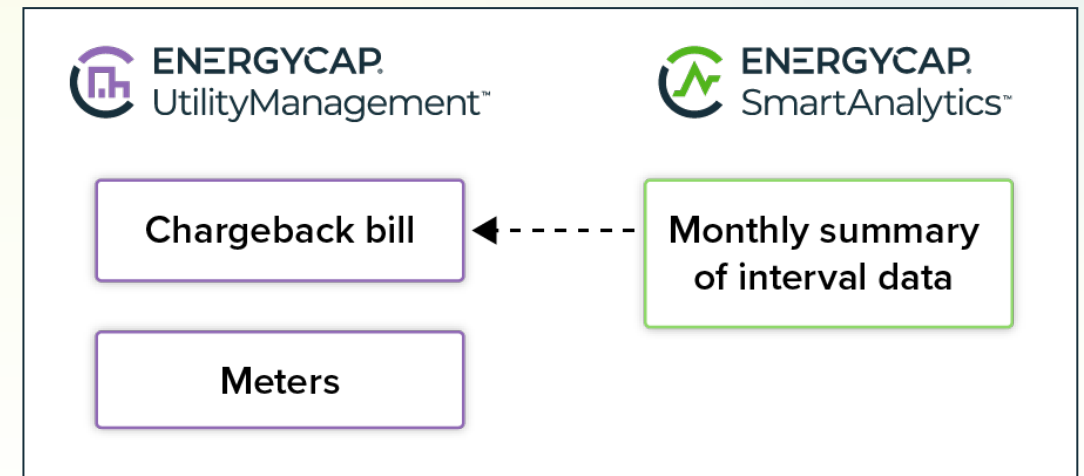 ENERGYCAP.
UtilityManagement™
ENERGYCAP.
SmartAnalytics™
Chargeback bill
Monthly summary
of interval data
Meters